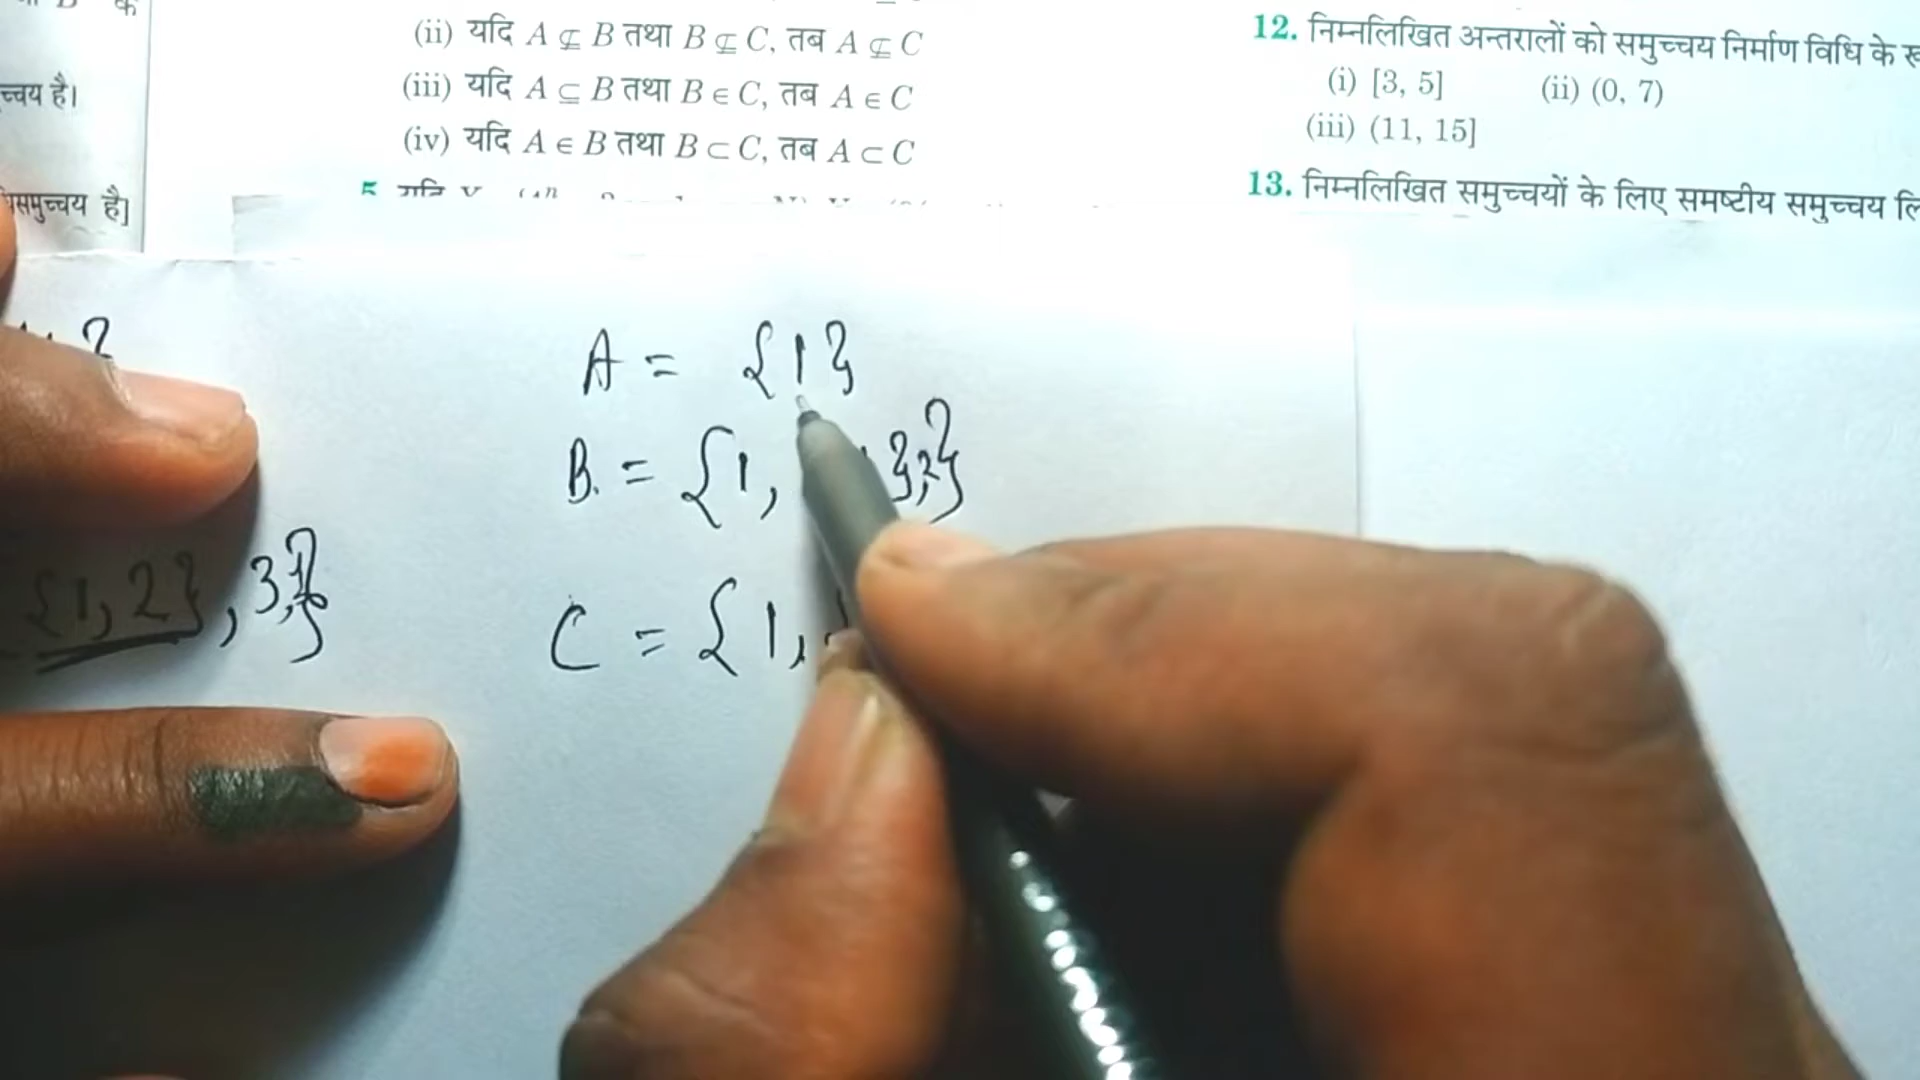 च्चय है।
समुच्चय है]
(ii) यदि A ⊈ B तथा B ⊈ C, तब A ⊈ C
(iii) यदि A ⊆ B तथा B ∈ C, तब A ∈ C
(iv) यदि A ∈ B तथा B ⊂ C, तब A ⊂ C
12. निम्नलिखित अन्तरालों को समुच्चय निर्माण विधि के
(i) [3, 5] (ii) (0, 7)
(iii) (11, 15]
13. निम्नलिखित समुच्चयों के लिए समष्टीय समुच्चय
A = {1}
B = {1,
C = {1,
{1, 2}, 3,